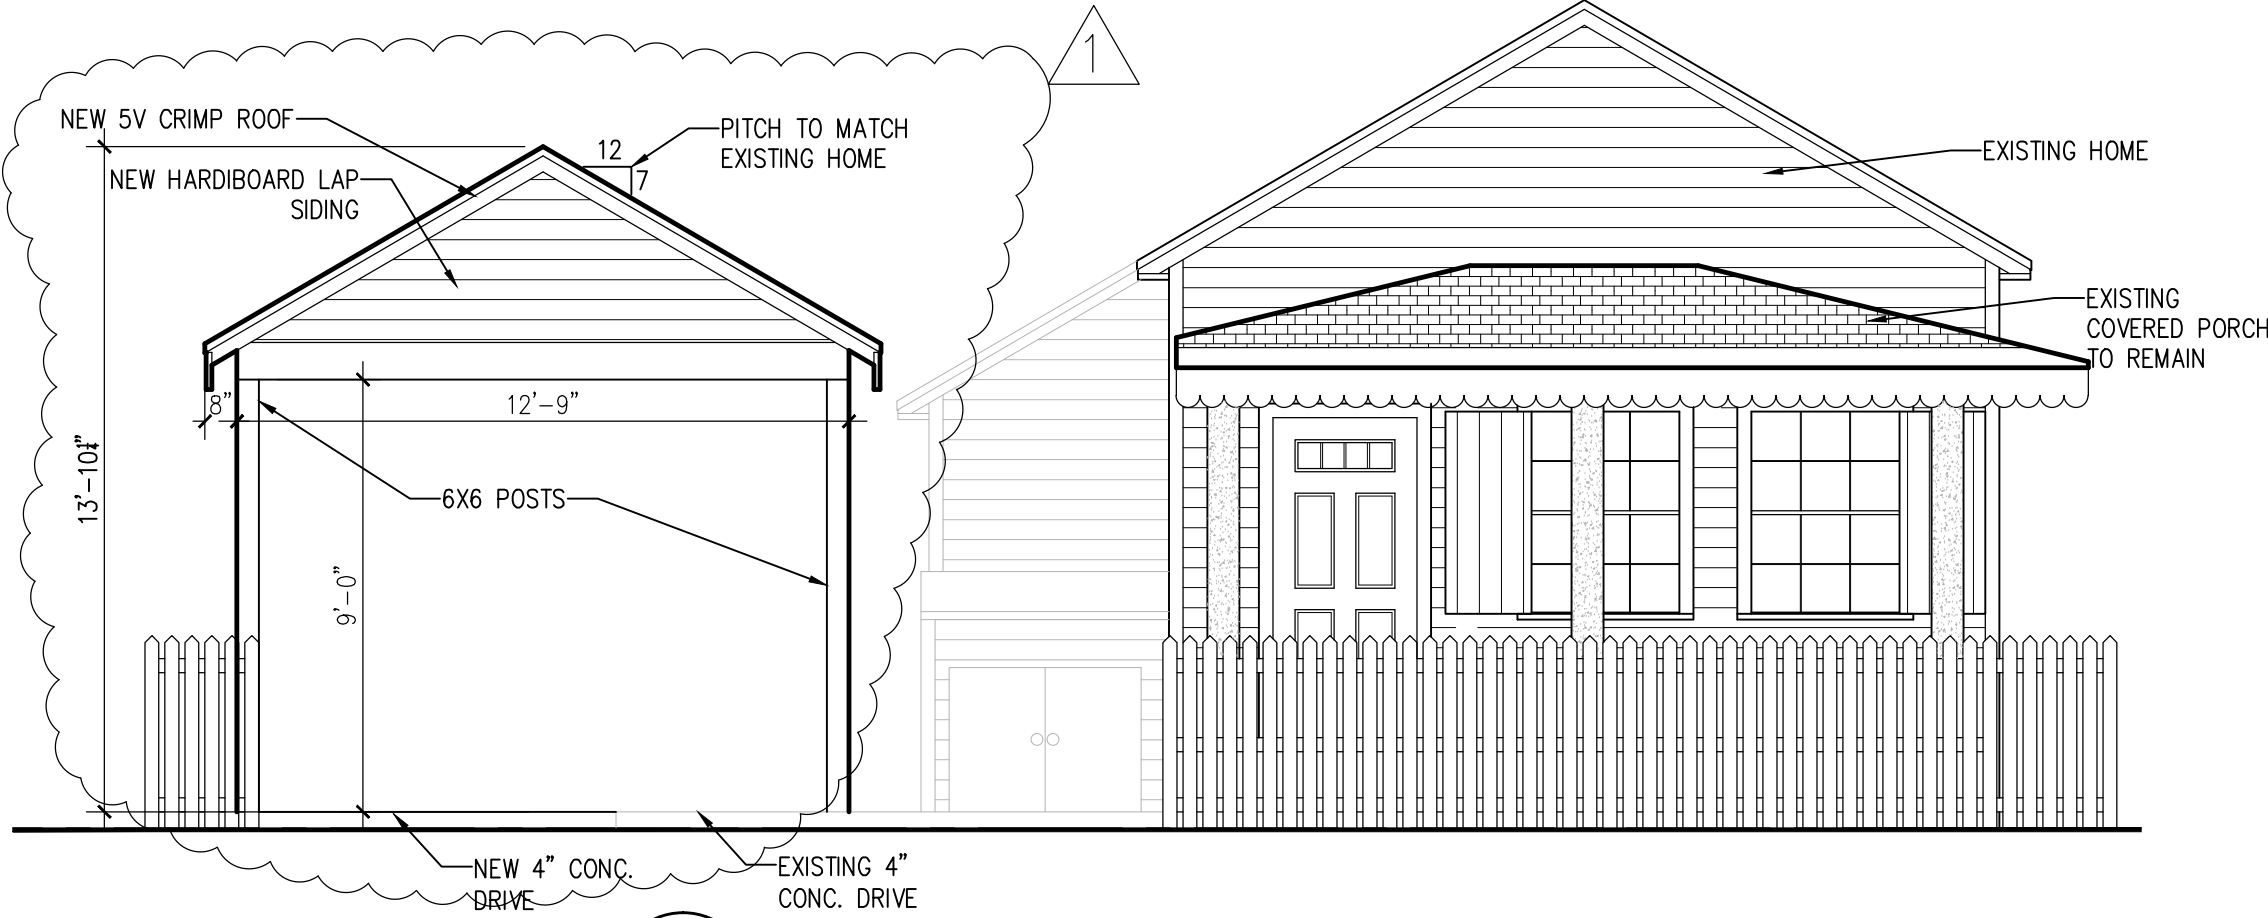 1
NEW 5V CRIMP ROOF
12
7
PITCH TO MATCH
EXISTING HOME
NEW HARDIBOARD LAP
SIDING
EXISTING HOME
EXISTING
COVERED PORCH
TO REMAIN
8"
12'-9"
13'-10¼"
6X6 POSTS
9'-0"
NEW 4" CONC.
DRIVE
EXISTING 4"
CONC. DRIVE